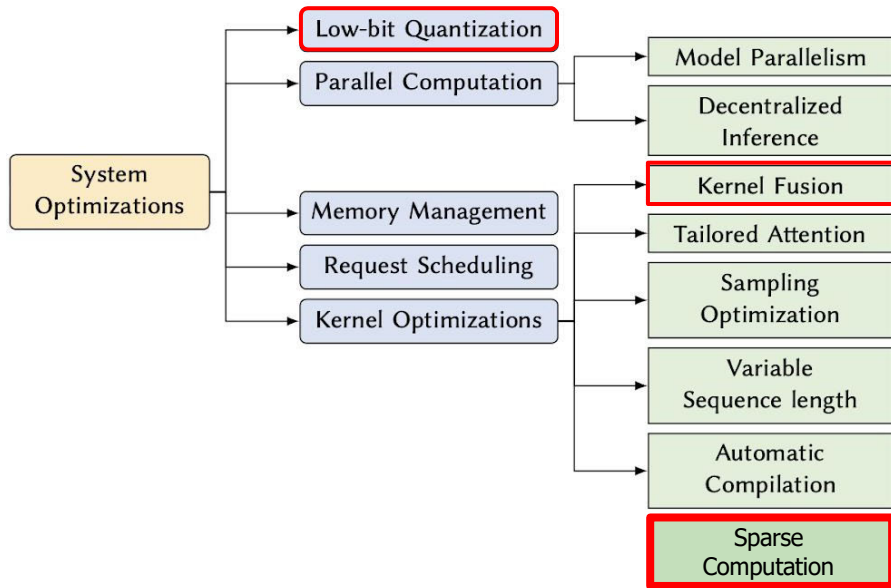 System
Optimizations
Low-bit Quantization
Parallel Computation
Memory Management
Request Scheduling
Kernel Optimizations
Model Parallelism
Decentralized
Inference
Kernel Fusion
Tailored Attention
Sampling
Optimization
Variable
Sequence length
Automatic
Compilation
Sparse
Computation